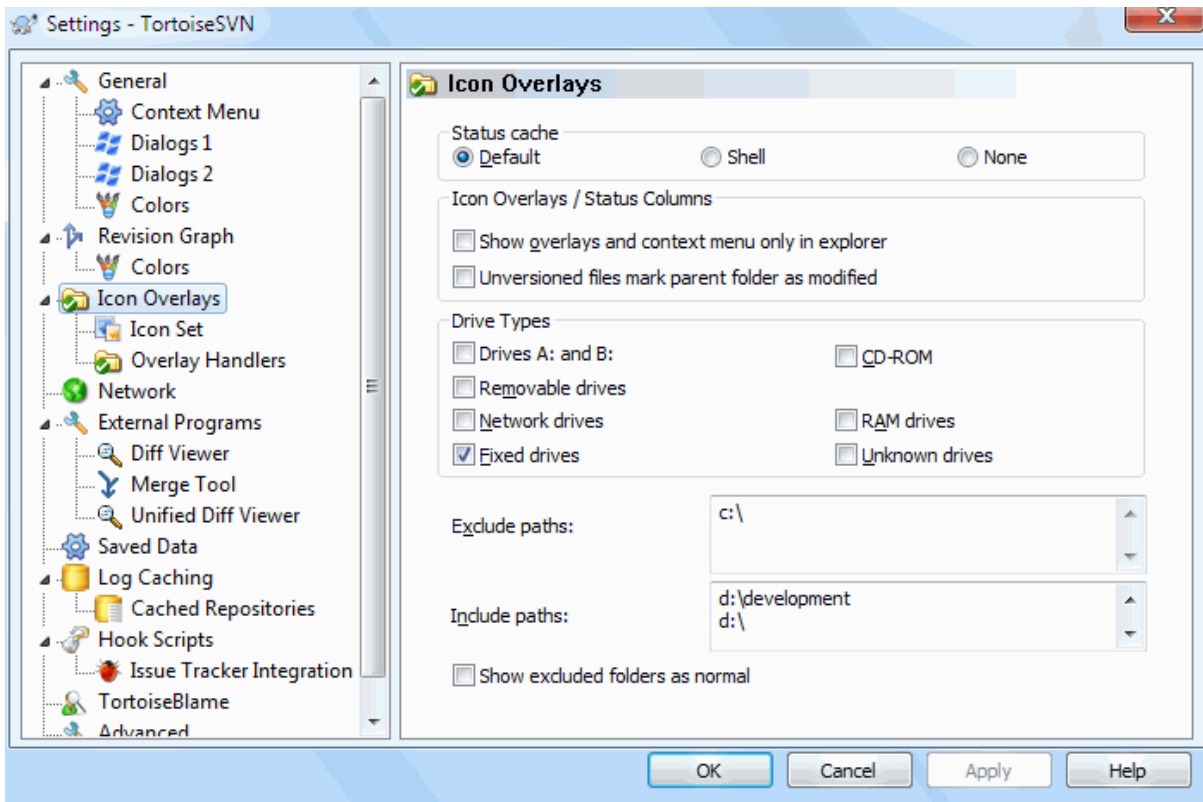 Settings - TortoiseSVN
General
Context Menu
Dialogs 1
Dialogs 2
Colors
Revision Graph
Colors
Icon Overlays
Icon Set
Overlay Handlers
Network
External Programs
Diff Viewer
Merge Tool
Unified Diff Viewer
Saved Data
Log Caching
Cached Repositories
Hook Scripts
Issue Tracker Integration
TortoiseBlame
Advanced
Icon Overlays
Status cache
Default Shell None
Icon Overlays / Status Columns
Show overlays and context menu only in explorer
Unversioned files mark parent folder as modified
Drive Types
Drives A: and B: CD-ROM
Removable drives
Network drives RAM drives
Fixed drives Unknown drives
Exclude paths: c:\
Include paths: d:\development
d:\
Show excluded folders as normal
OK Cancel Apply Help